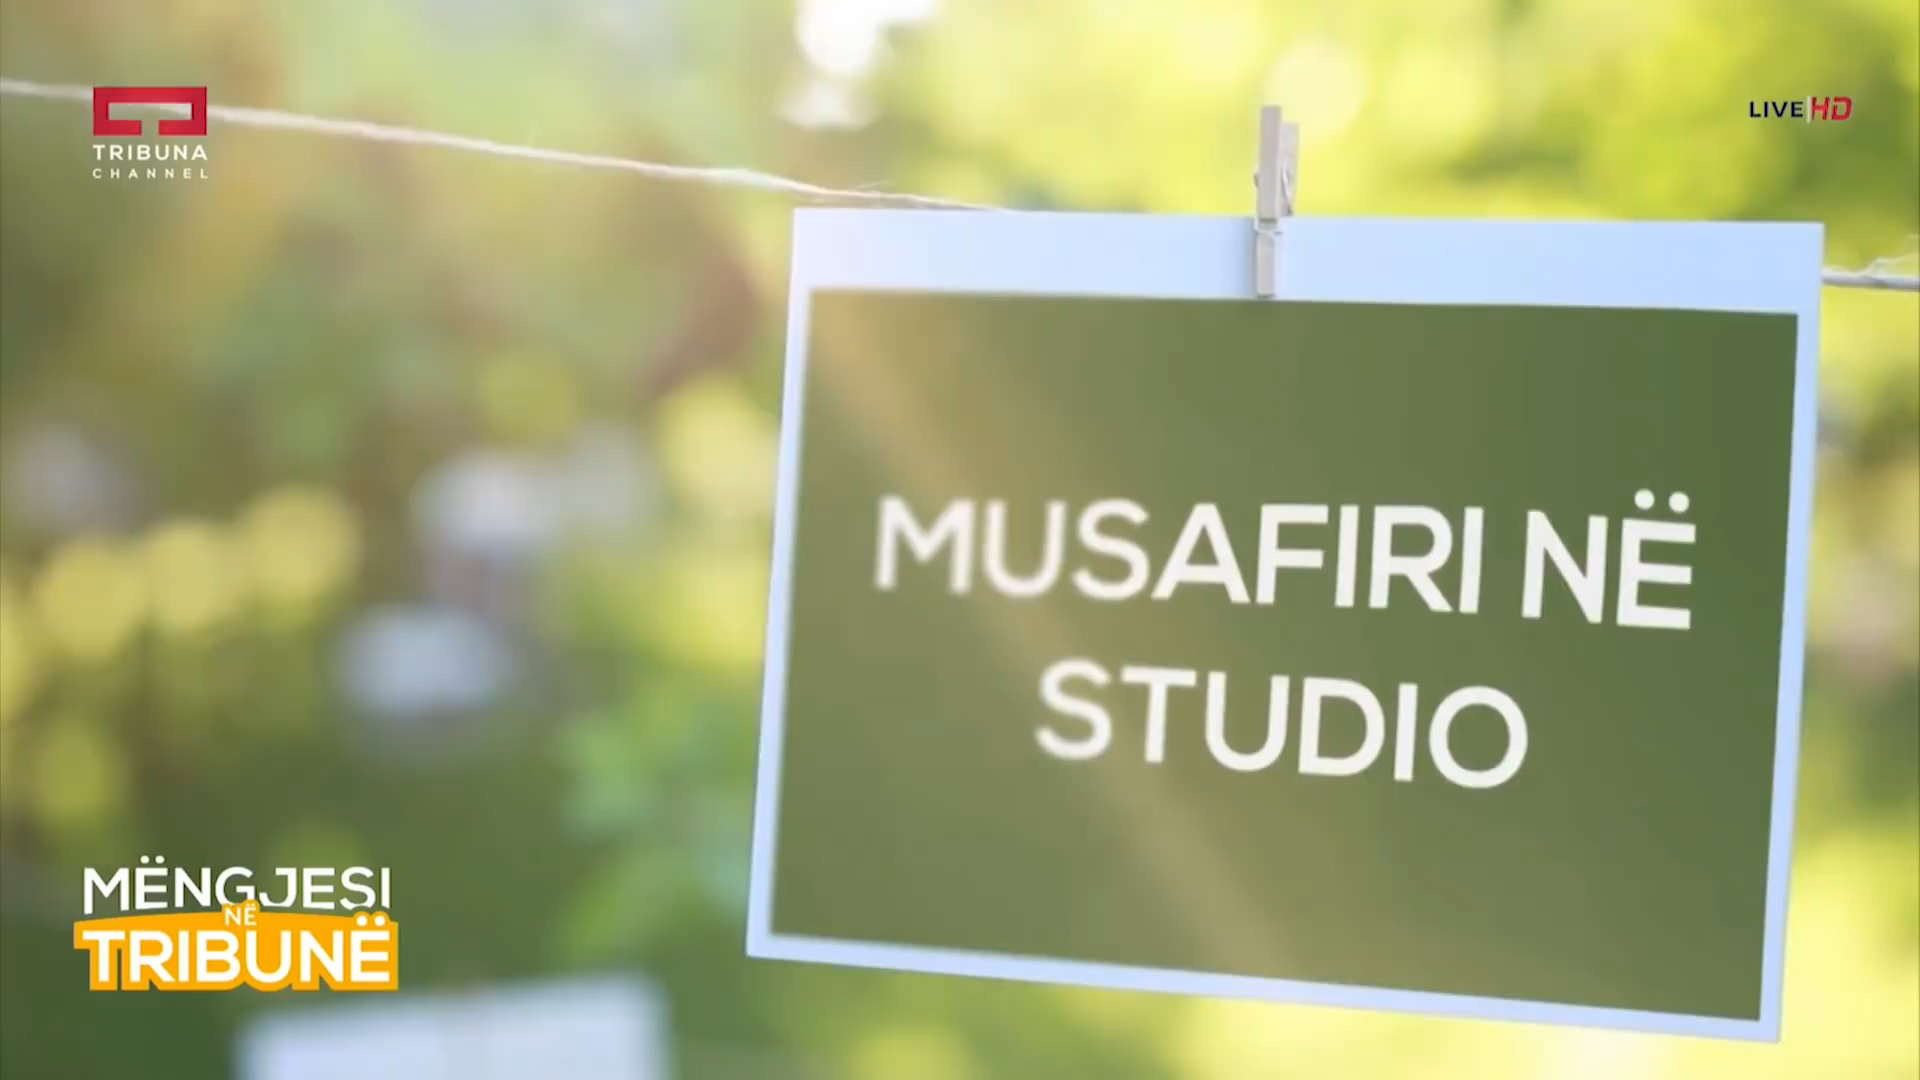 TRIBUNA
CHANNEL
LIVE HD
MUSAFIRI NË
STUDIO
MËNGJESI
NË
TRIBUNË